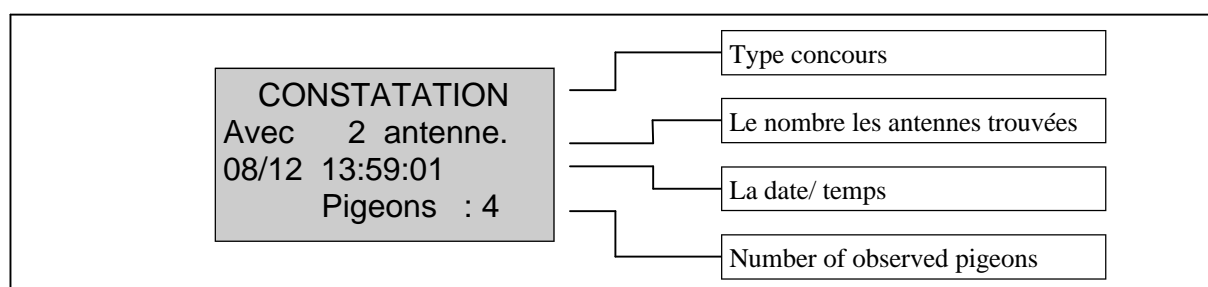 CONSTATATION
Avec 2 antenne.
08/12 13:59:01
Pigeons : 4
Type concours
Le nombre les antennes trouvées
La date/ temps
Number of observed pigeons